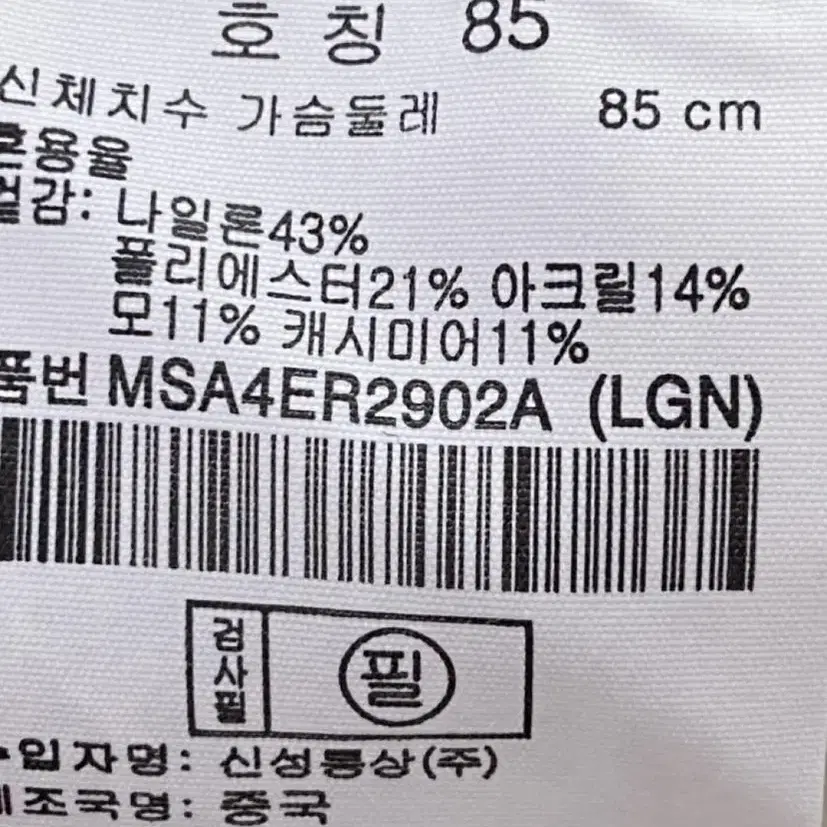 호 칭 85
신체치수 가슴둘레 85 cm
혼용율
겉감: 나일론43%
폴리에스터21% 아크릴14%
모11% 캐시미어11%
품번 MSA4ER2902A (LGN)
검사필 필
수입자명: 신성통상(주)
제조국명: 중국